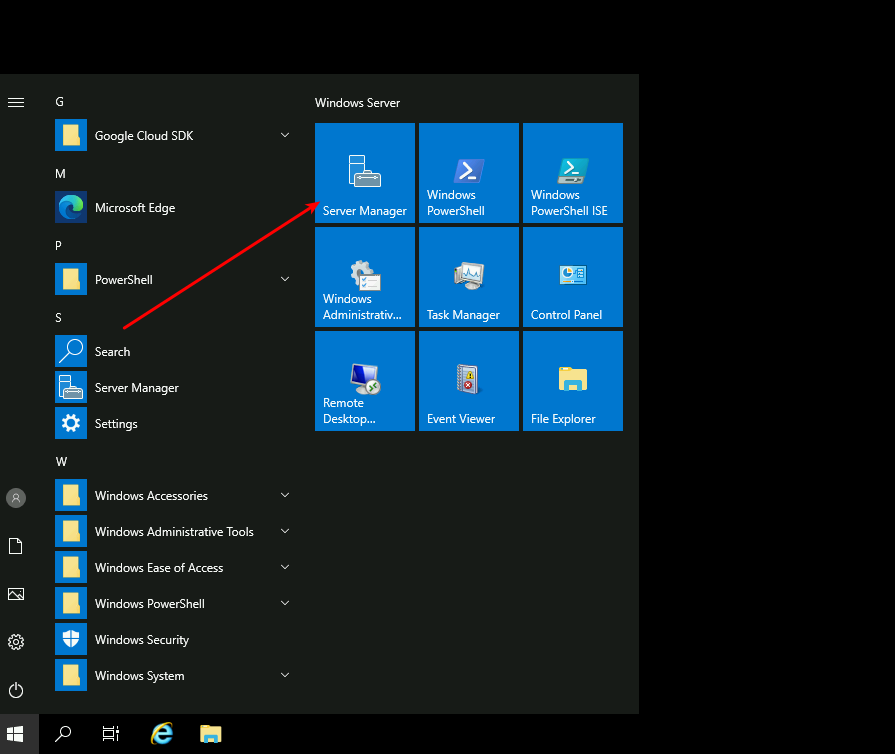 G
Google Cloud SDK
M
Microsoft Edge
P
PowerShell
S
Search
Server Manager
Settings
W
Windows Accessories
Windows Administrative Tools
Windows Ease of Access
Windows PowerShell
Windows Security
Windows System
Windows Server
Server Manager
Windows
PowerShell
Windows
PowerShell ISE
Windows
Administrativ...
Task Manager
Control Panel
Remote
Desktop...
Event Viewer
File Explorer